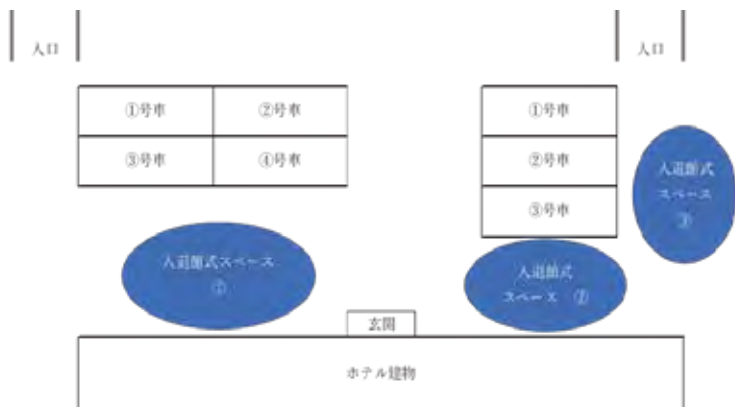 入口
入口
①号車
②号車
①号車
③号車
④号車
②号車
③号車
入退館式
スペース
③
入退館式スペース
①
入退館式
スペース ②
玄関
ホテル建物